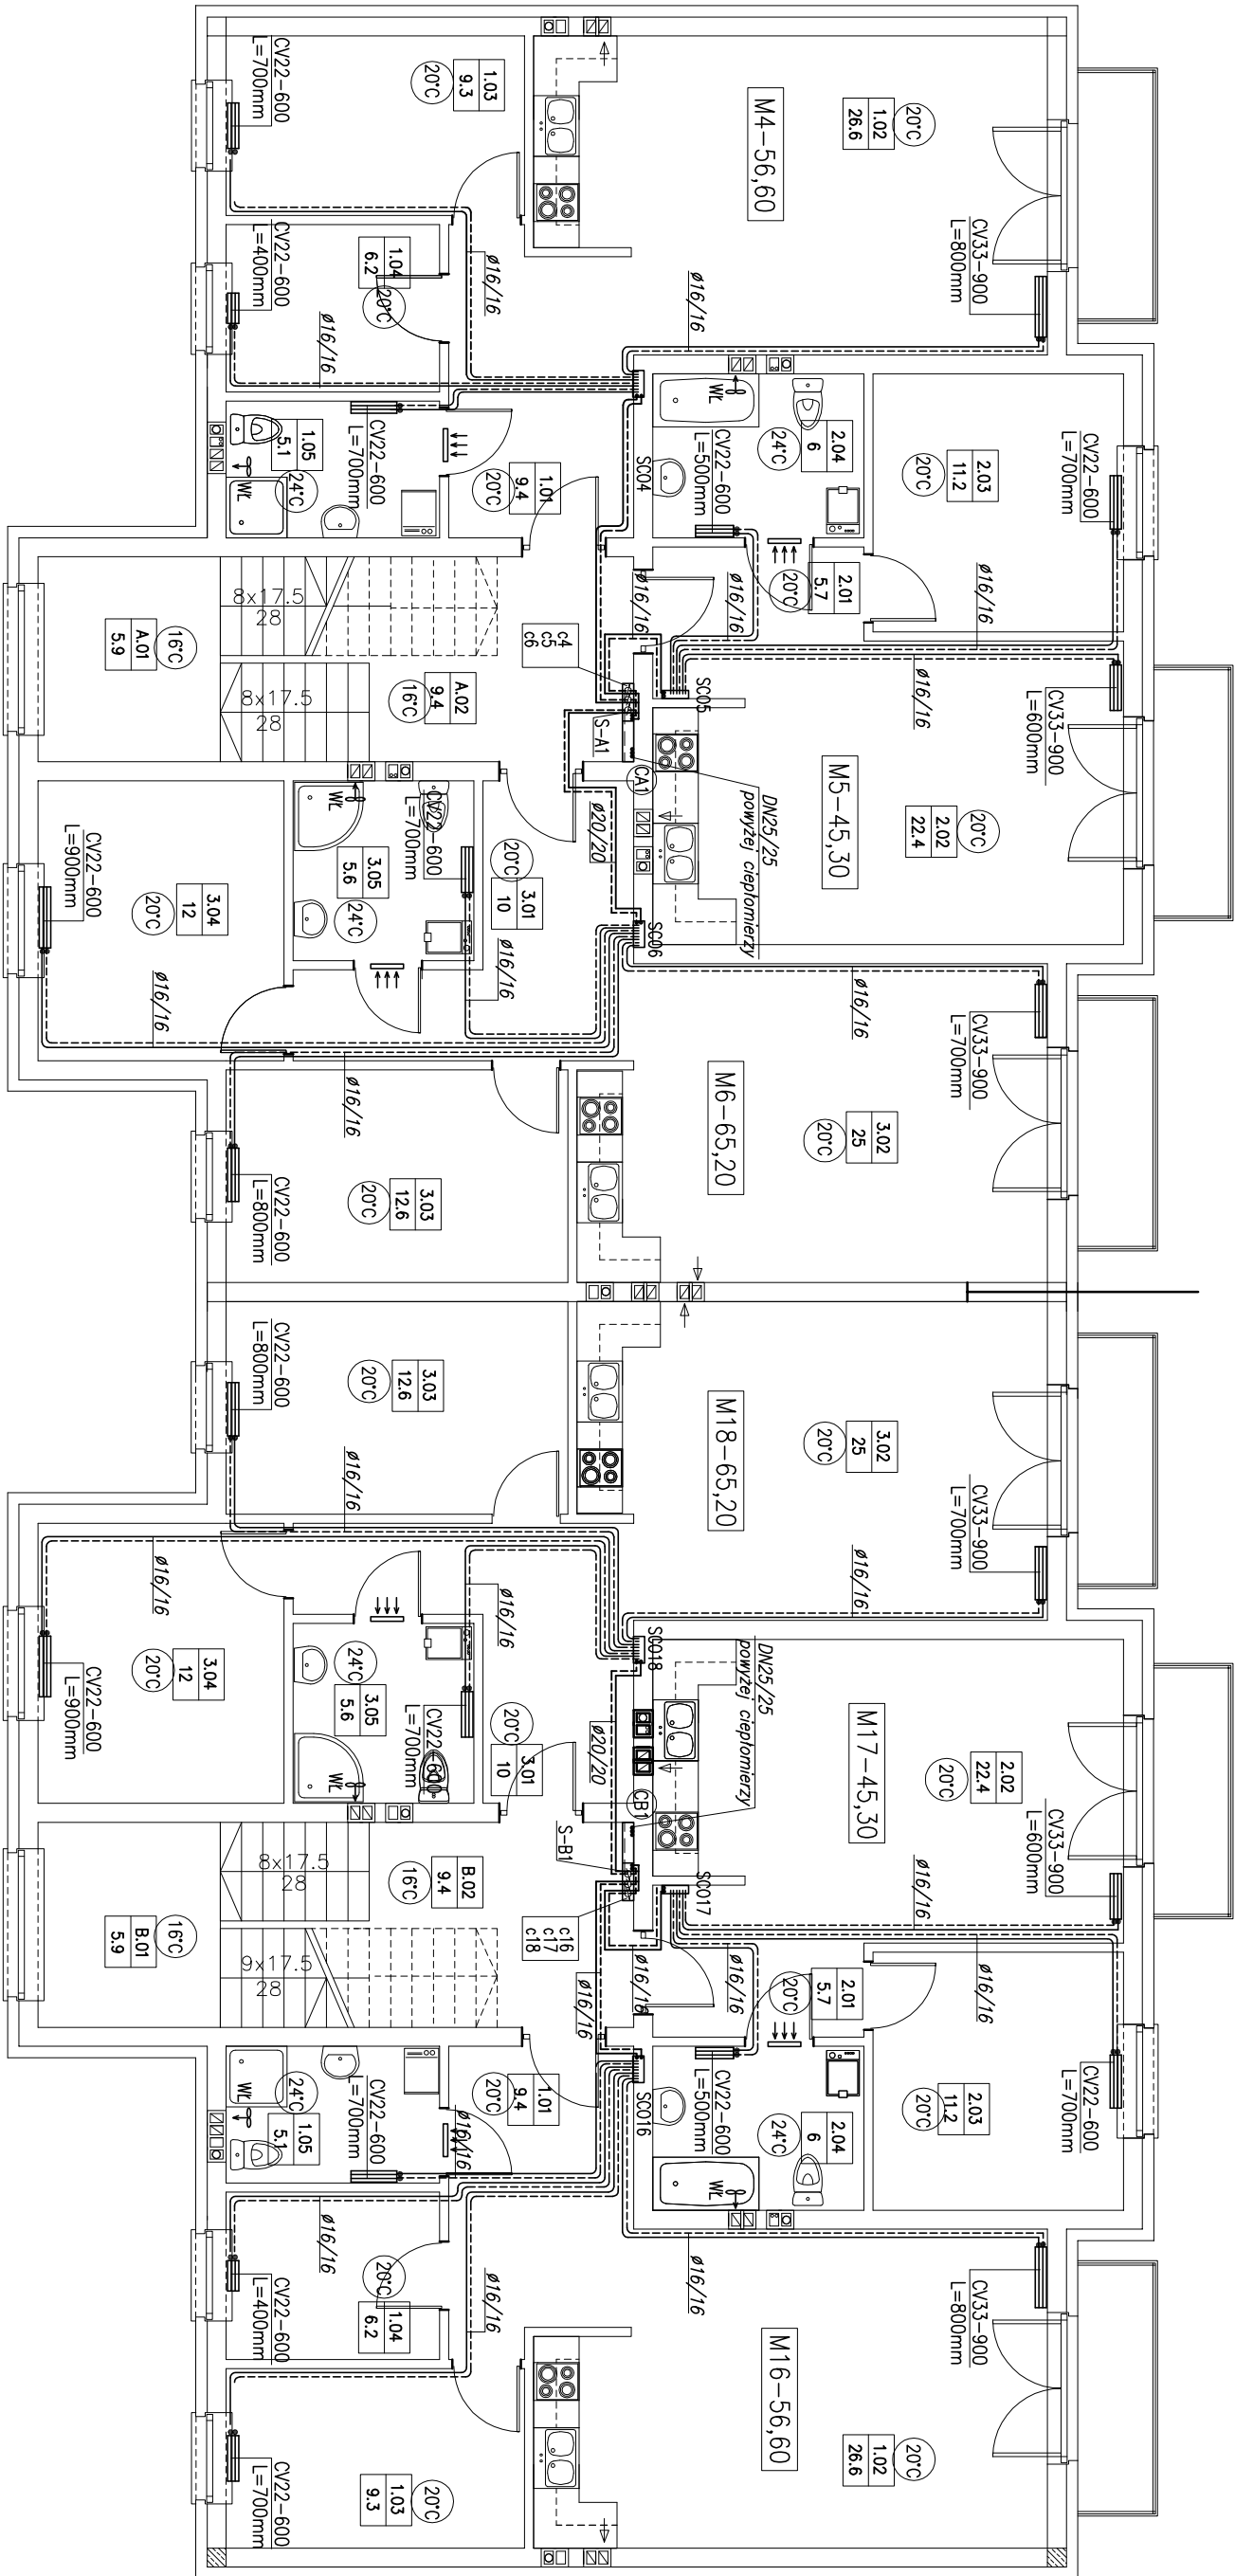 CV22-600
L=700mm
1.03
9.3
20°C
M4-56,60
1.02
26.6
20°C
CV33-900
L=800mm
CV22-600
L=400mm
1.04
6.2
20°C
ø16/16
ø16/16
ø16/16
1.05
5.1
24°C
WŁ
CV22-600
L=700mm
1.01
9.4
20°C
SC04
WŁ
CV22-600
L=500mm
2.04
6
24°C
2.03
11.2
20°C
CV22-600
L=700mm
2.01
5.7
20°C
ø16/16
ø16/16
ø16/16
ø16/16
8x17.5
28
8x17.5
28
A.01
5.9
16°C
A.02
9.4
16°C
c4
c5
c6
S-A1
SC05
CA1
DN25/25
powyżej ciepłomierzy
M5-45,30
2.02
22.4
20°C
CV33-900
L=600mm
CV22-600
L=900mm
3.04
12
20°C
WŁ
3.05
5.6
24°C
CV22-600
L=700mm
3.01
10
20°C
ø20/20
SC06
ø16/16
ø16/16
ø16/16
ø16/16
CV33-900
L=700mm
M6-65,20
3.02
25
20°C
3.03
12.6
20°C
CV22-600
L=800mm
CV22-600
L=800mm
3.03
12.6
20°C
M18-65,20
3.02
25
20°C
CV33-900
L=700mm
ø16/16
ø16/16
ø16/16
ø16/16
CV22-600
L=900mm
3.04
12
20°C
24°C
3.05
5.6
WŁ
CV22-600
L=700mm
3.01
10
20°C
ø20/20
SC018
DN25/25
powyżej ciepłomierzy
M17-45,30
2.02
22.4
20°C
CV33-900
L=600mm
CB1
S-B1
SC017
c16
c17
c18
8x17.5
28
9x17.5
28
B.01
5.9
16°C
B.02
9.4
16°C
ø16/16
ø16/16
ø16/16
ø16/16
ø16/16
2.01
5.7
20°C
2.03
11.2
20°C
CV22-600
L=700mm
CV22-600
L=500mm
2.04
6
24°C
WŁ
SC016
1.01
9.4
20°C
ø16/16
CV22-600
L=700mm
24°C
1.05
5.1
WŁ
ø16/16
ø16/16
ø16/16
20°C
1.04
6.2
CV22-600
L=400mm
CV33-900
L=800mm
M16-56,60
1.02
26.6
20°C
1.03
9.3
20°C
CV22-600
L=700mm